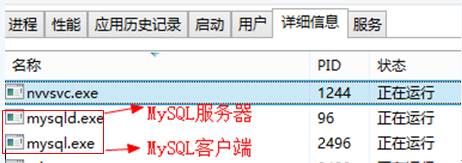 进程 性能 应用历史记录 启动 用户 详细信息 服务
名称 PID 状态
nvvsvc.exe 1244 正在运行
mysqld.exe MySQL服务器 96 正在运行
mysql.exe MySQL客户端 2496 正在运行